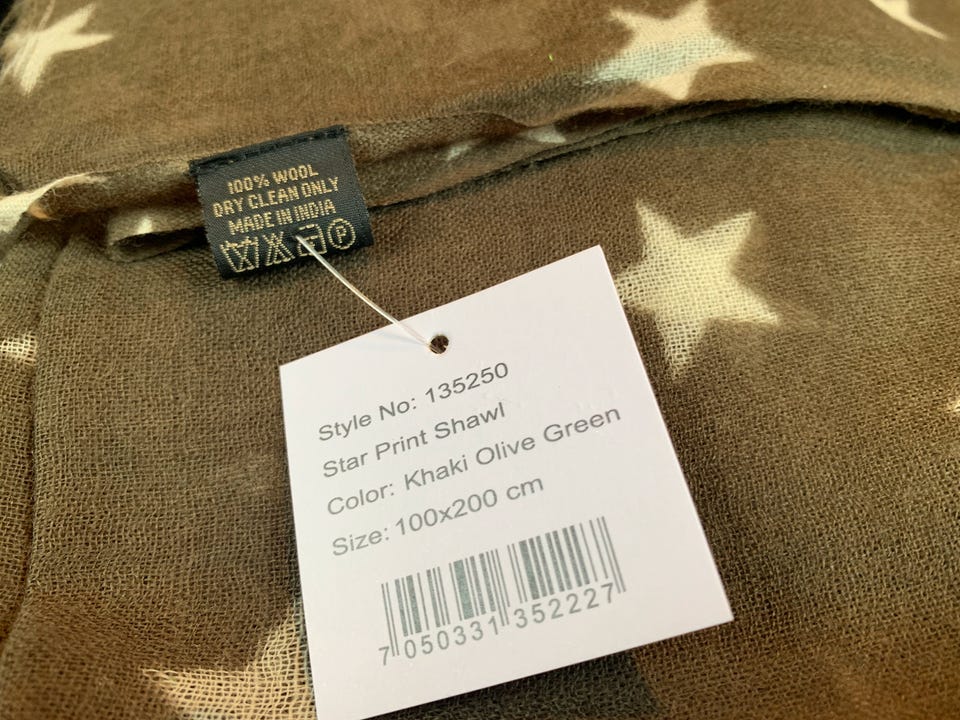 100% WOOL
DRY CLEAN ONLY
MADE IN INDIA
P
Style No: 135250
Star Print Shawl
Color: Khaki Olive Green
Size: 100x200 cm
7 050331 352227